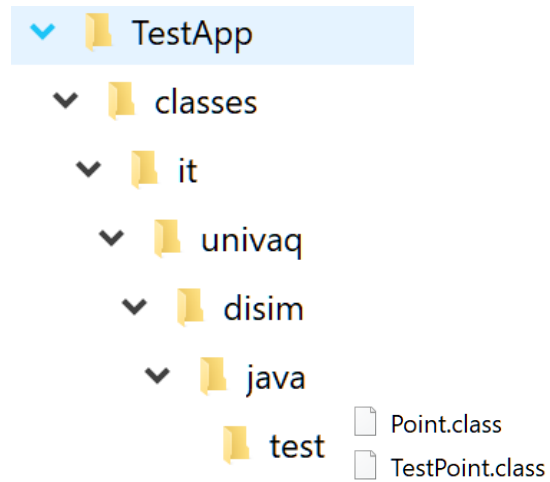 TestApp
classes
it
univaq
disim
java
test
Point.class
TestPoint.class